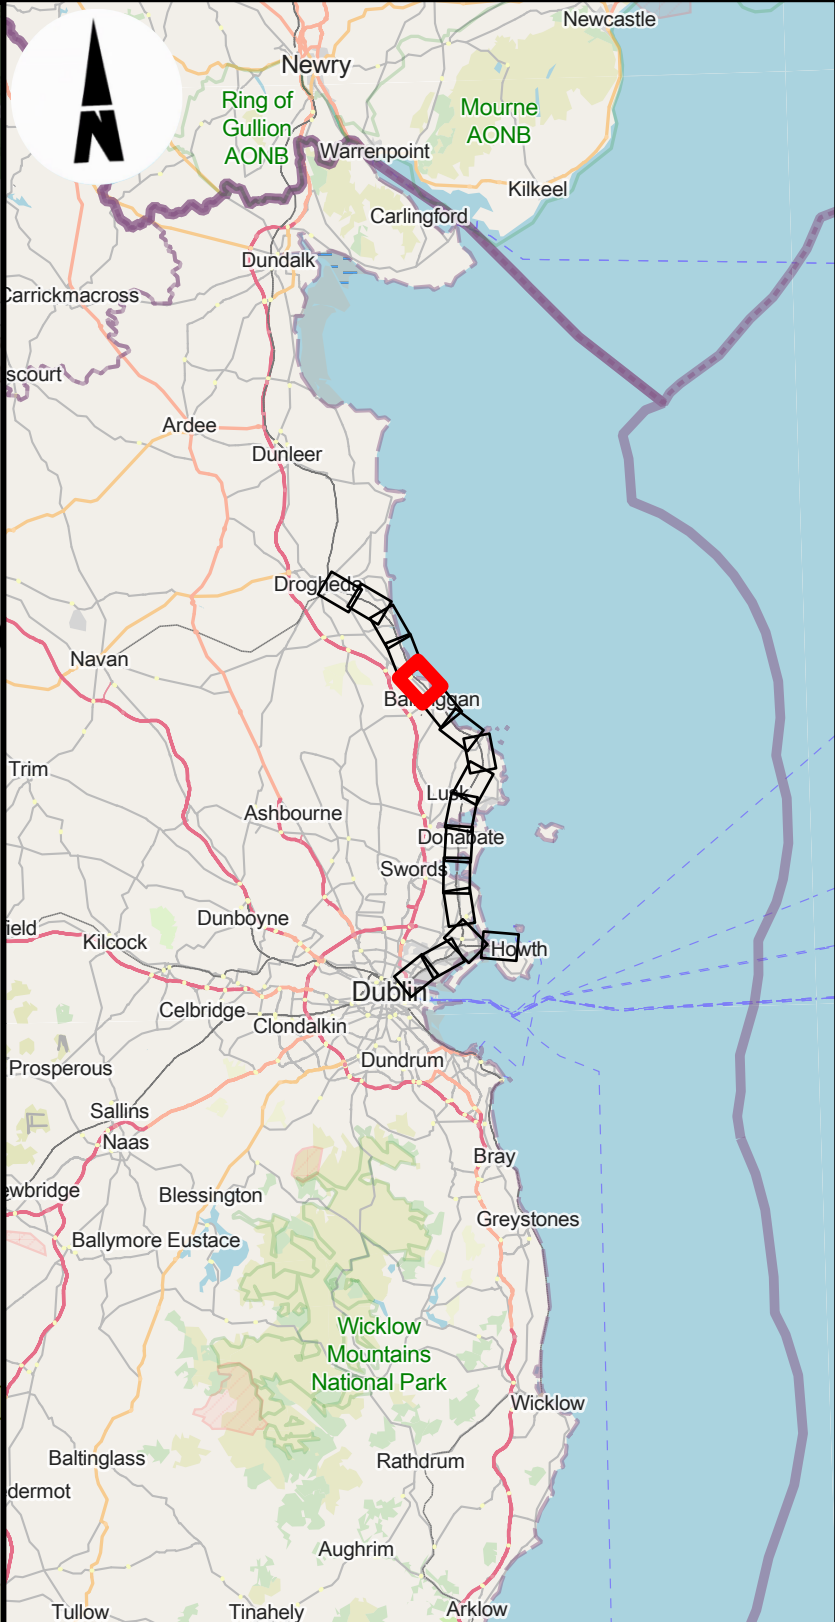 Newcastle
Newry
Ring of
Gullion
AONB
Mourne
AONB
N
Warrenpoint
Kilkeel
Carlingford
Dundalk
Carrickmacross
scourt
Ardee
Dunleer
Drogheda
Navan
Trim
Lusk
Ashbourne
Donabate
Swords
Dunboyne
ield
Kilcock
Howth
Dublin
Celbridge
Clondalkin
Dundrum
Prosperous
Sallins
Naas
Bray
ewbridge
Blessington
Greystones
Ballymore Eustace
Wicklow
Mountains
National Park
Wicklow
Baltinglass
Rathdrum
dermot
Aughrim
Tullow
Tinahely
Arklow